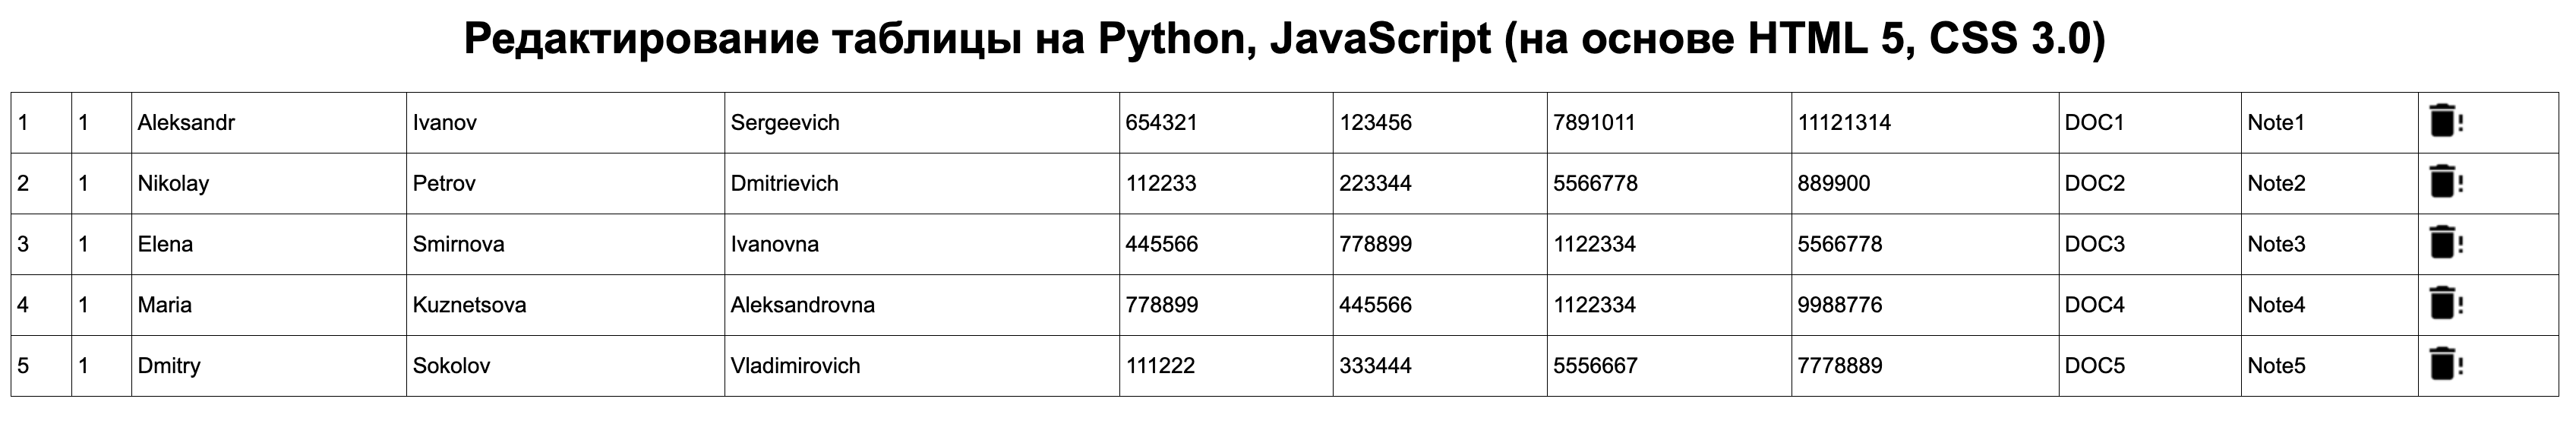 Редактирование таблицы на Python, JavaScript (на основе HTML 5, CSS 3.0)
1 1 Aleksandr Ivanov Sergeevich 654321 123456 7891011 11121314 DOC1 Note1
2 1 Nikolay Petrov Dmitrievich 112233 223344 5566778 889900 DOC2 Note2
3 1 Elena Smirnova Ivanovna 445566 778899 1122334 5566778 DOC3 Note3
4 1 Maria Kuznetsova Aleksandrovna 778899 445566 1122334 9988776 DOC4 Note4
5 1 Dmitry Sokolov Vladimirovich 111222 333444 5556667 7778889 DOC5 Note5